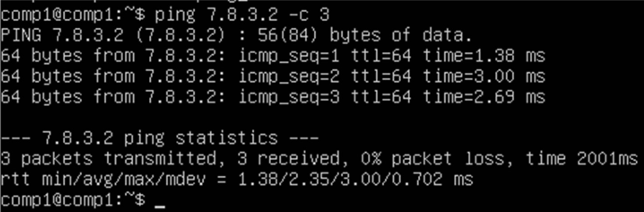 comp1@comp1:~$ ping 7.8.3.2 -c 3
PING 7.8.3.2 (7.8.3.2) : 56(84) bytes of data.
64 bytes from 7.8.3.2: icmp_seq=1 ttl=64 time=1.38 ms
64 bytes from 7.8.3.2: icmp_seq=2 ttl=64 time=3.00 ms
64 bytes from 7.8.3.2: icmp_seq=3 ttl=64 time=2.69 ms
--- 7.8.3.2 ping statistics ---
3 packets transmitted, 3 received, 0% packet loss, time 2001ms
rtt min/avg/max/mdev = 1.38/2.35/3.00/0.702 ms
comp1@comp1:~$ _